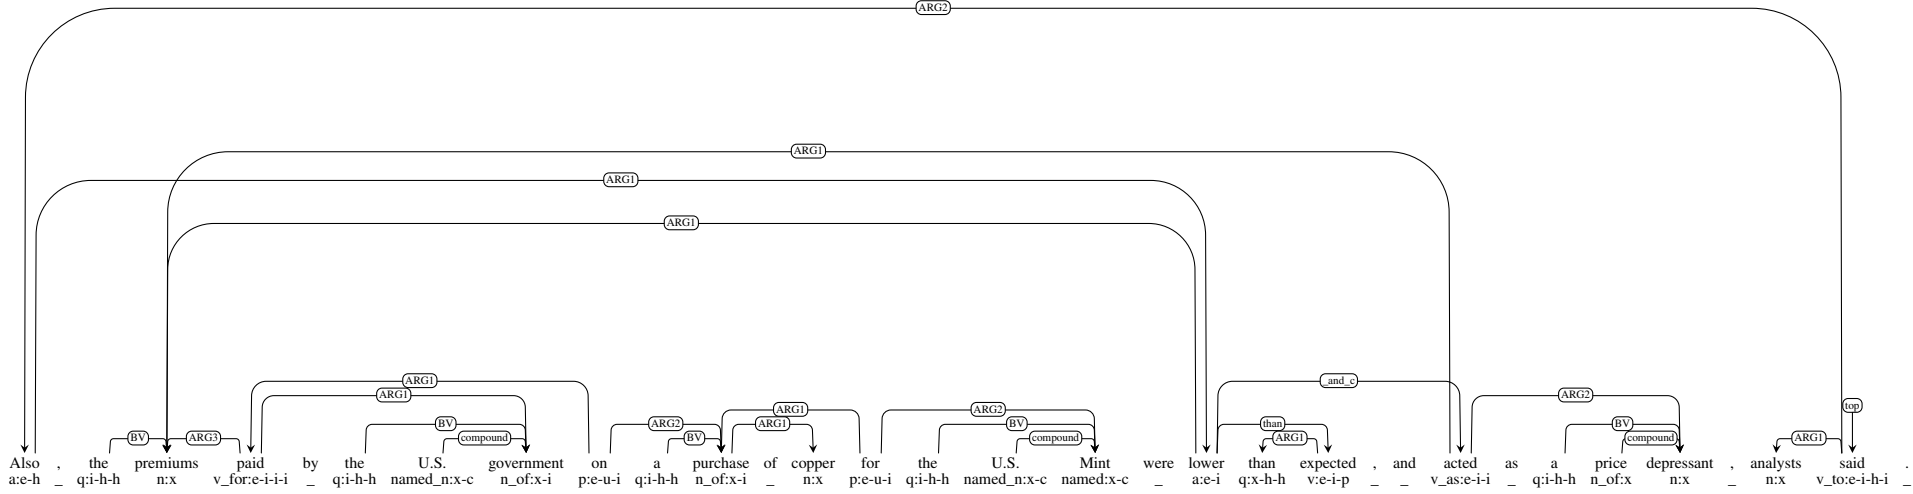 ARG2
ARG1
ARG1
ARG1
top
ARG1 _and_c
ARG1 ARG2
ARG1 ARG2
BV ARG2 BV ARG1 BV than BV
BV ARG3 compound BV compound ARG1 compound ARG1
Also , the premiums paid by the U.S. government on a purchase of copper for the U.S. Mint were lower than expected , and acted as a price depressant , analysts said .
a:e-h _ q:i-h-h n:x v_for:e-i-i-i _ q:i-h-h named_n:x-c n_of:x-i p:e-u-i q:i-h-h n_of:x-i _ n:x p:e-u-i q:i-h-h named_n:x-c named:x-c _ a:e-i q:x-h-h v:e-i-p _ _ v_as:e-i-i _ q:i-h-h n_of:x n:x _ n:x v_to:e-i-h-i _